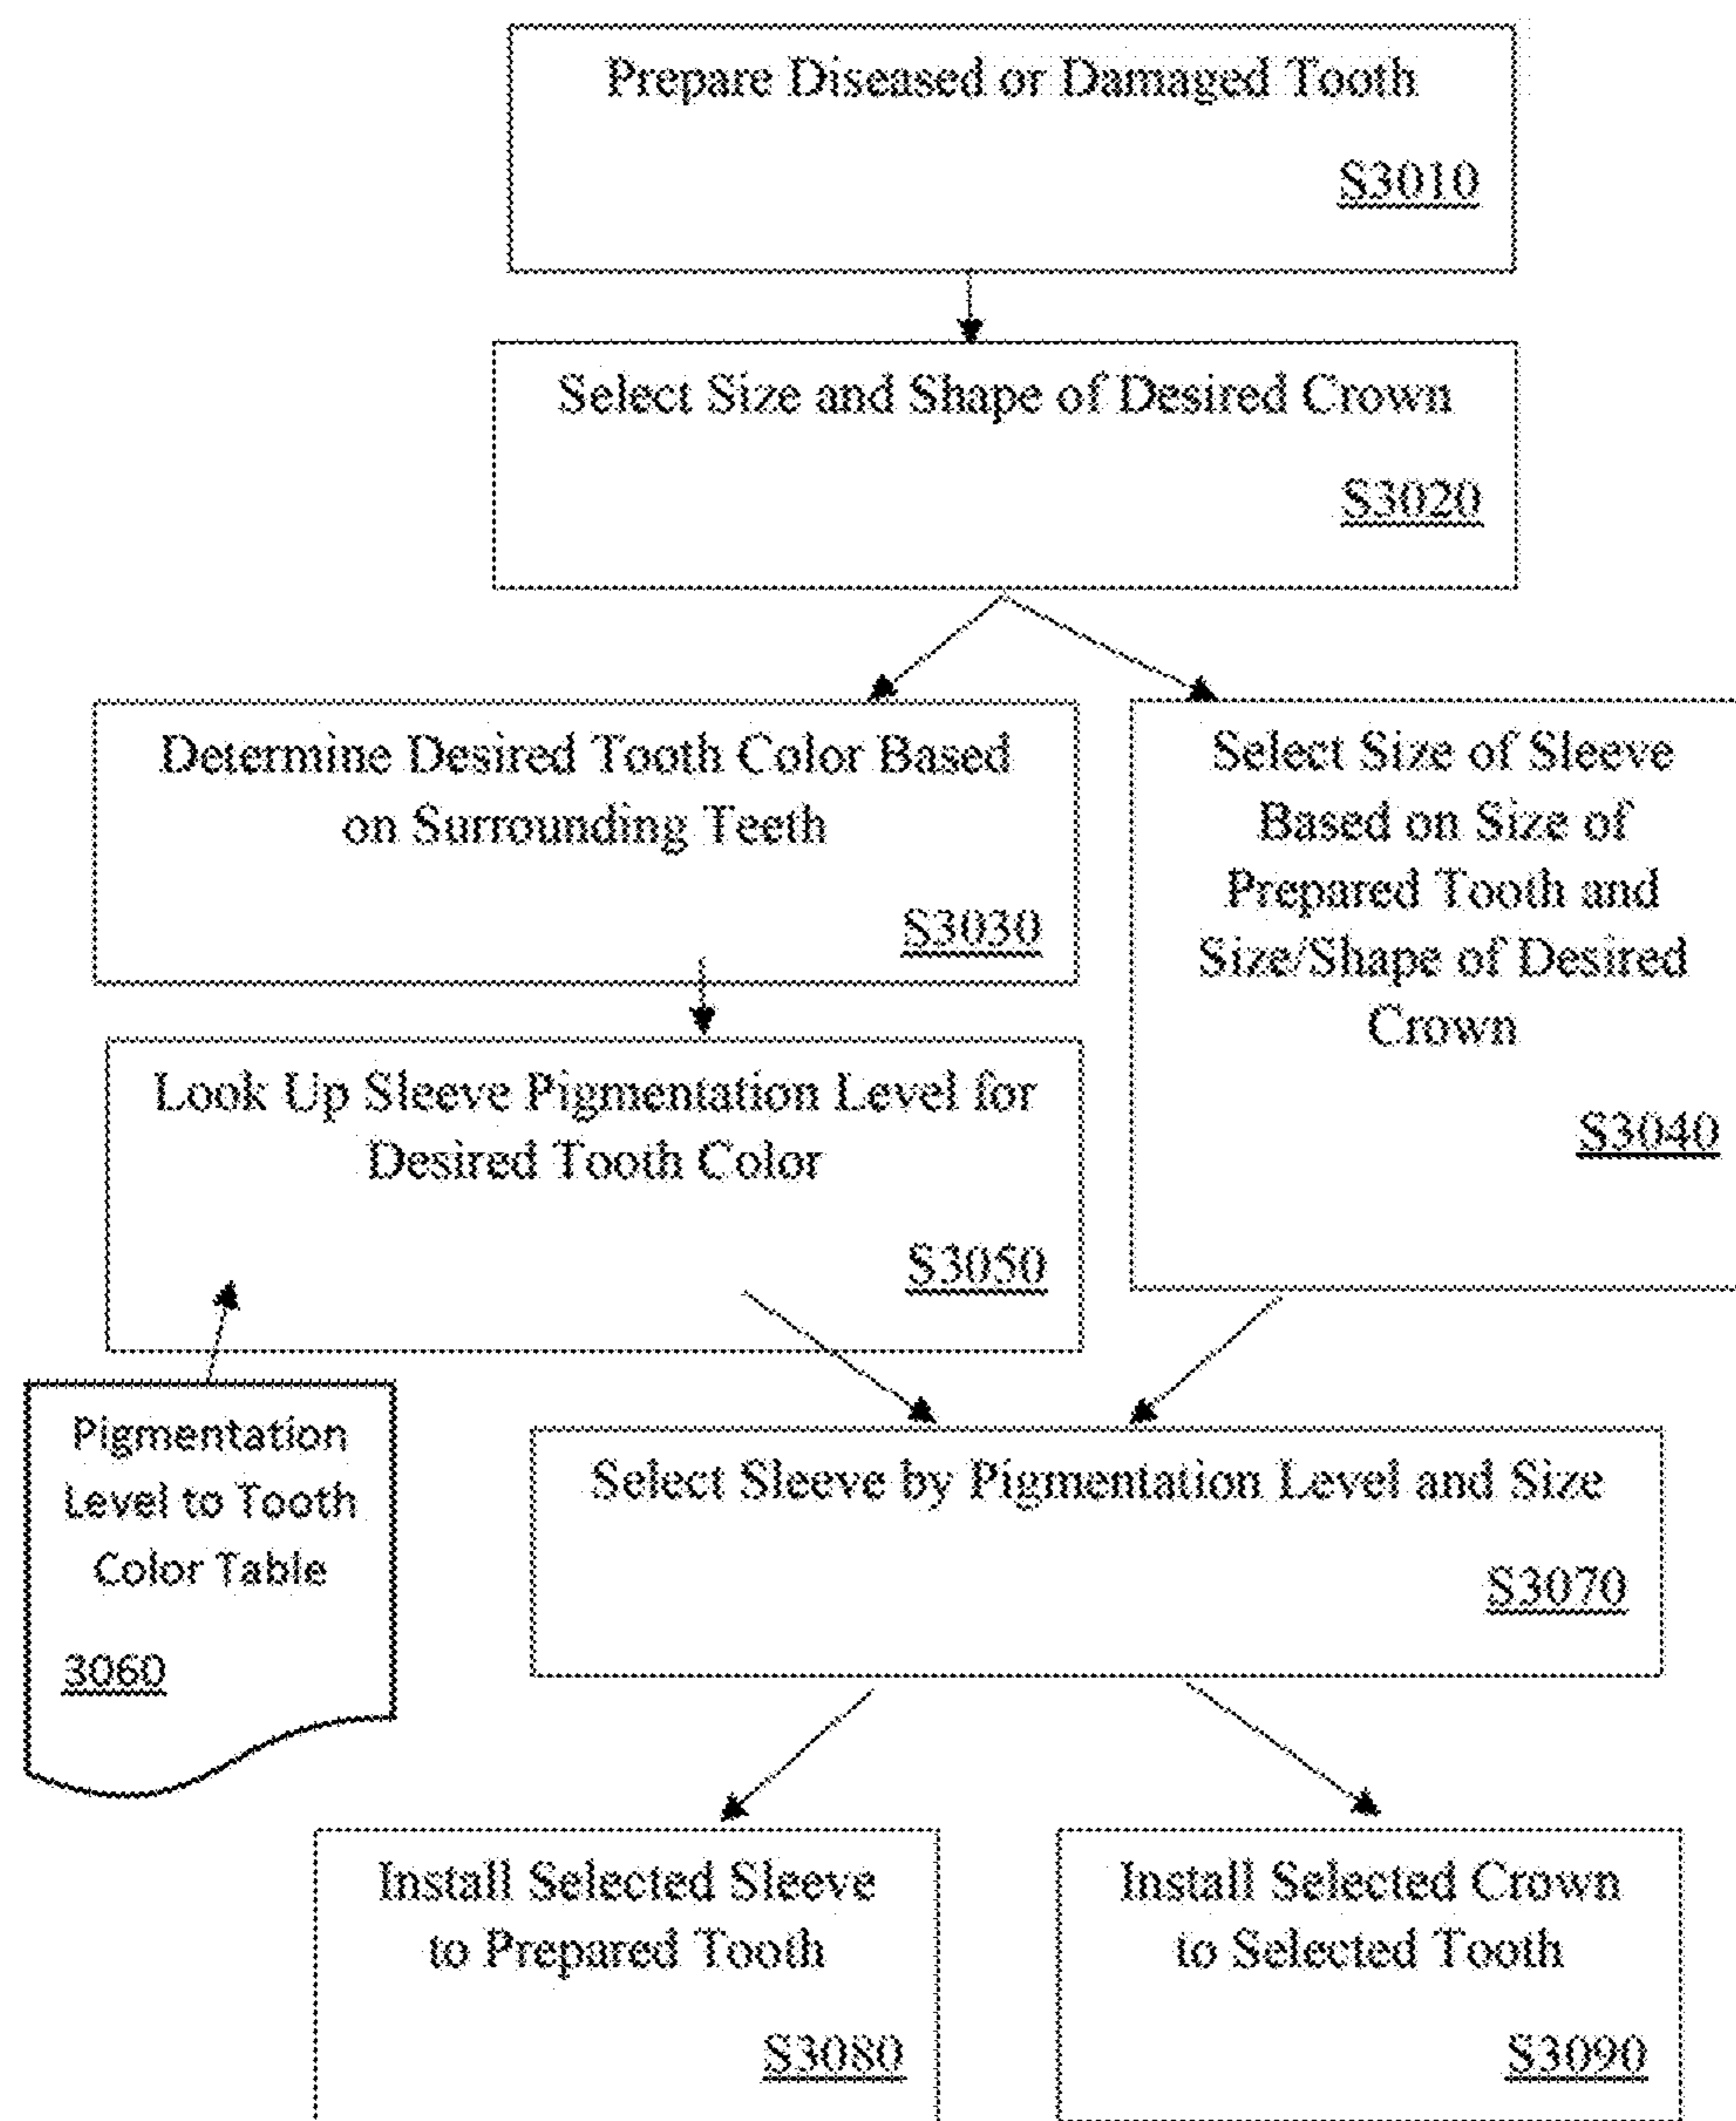 Prepare Diseased or Damaged Tooth
S3010
Select Size and Shape of Desired Crown
S3020
Determine Desired Tooth Color Based
on Surrounding Teeth
S3030
Select Size of Sleeve
Based on Size of
Prepared Tooth and
Size/Shape of Desired
Crown
S3040
Look Up Sleeve Pigmentation Level for
Desired Tooth Color
S3050
Pigmentation
Level to Tooth
Color Table
3060
Select Sleeve by Pigmentation Level and Size
S3070
Install Selected Sleeve
to Prepared Tooth
S3080
Install Selected Crown
to Selected Tooth
S3090